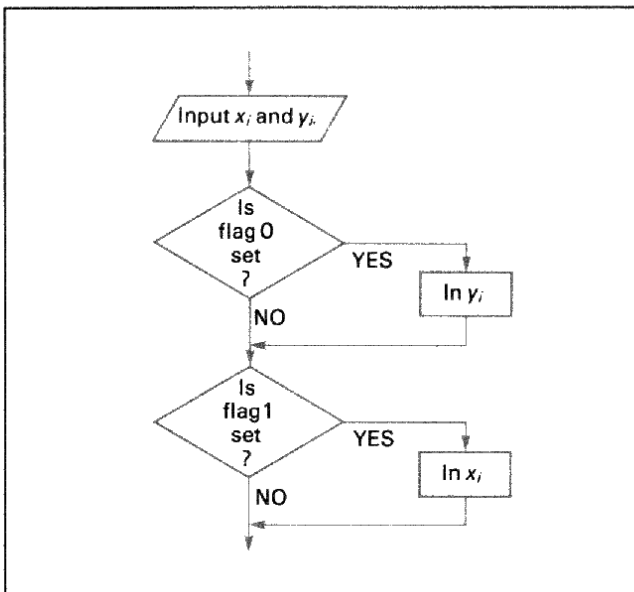 Input xᵢ and yᵢ.
Is
flag 0
set
?
YES
ln yᵢ
NO
Is
flag 1
set
?
YES
ln xᵢ
NO